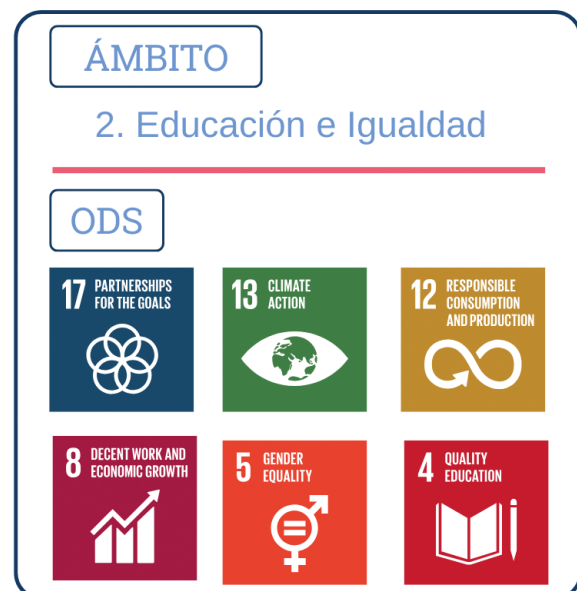 ÁMBITO
2. Educación e Igualdad
ODS
17 PARTNERSHIPS
FOR THE GOALS
13 CLIMATE
ACTION
12 RESPONSIBLE
CONSUMPTION
AND PRODUCTION
8 DECENT WORK AND
ECONOMIC GROWTH
5 GENDER
EQUALITY
4 QUALITY
EDUCATION